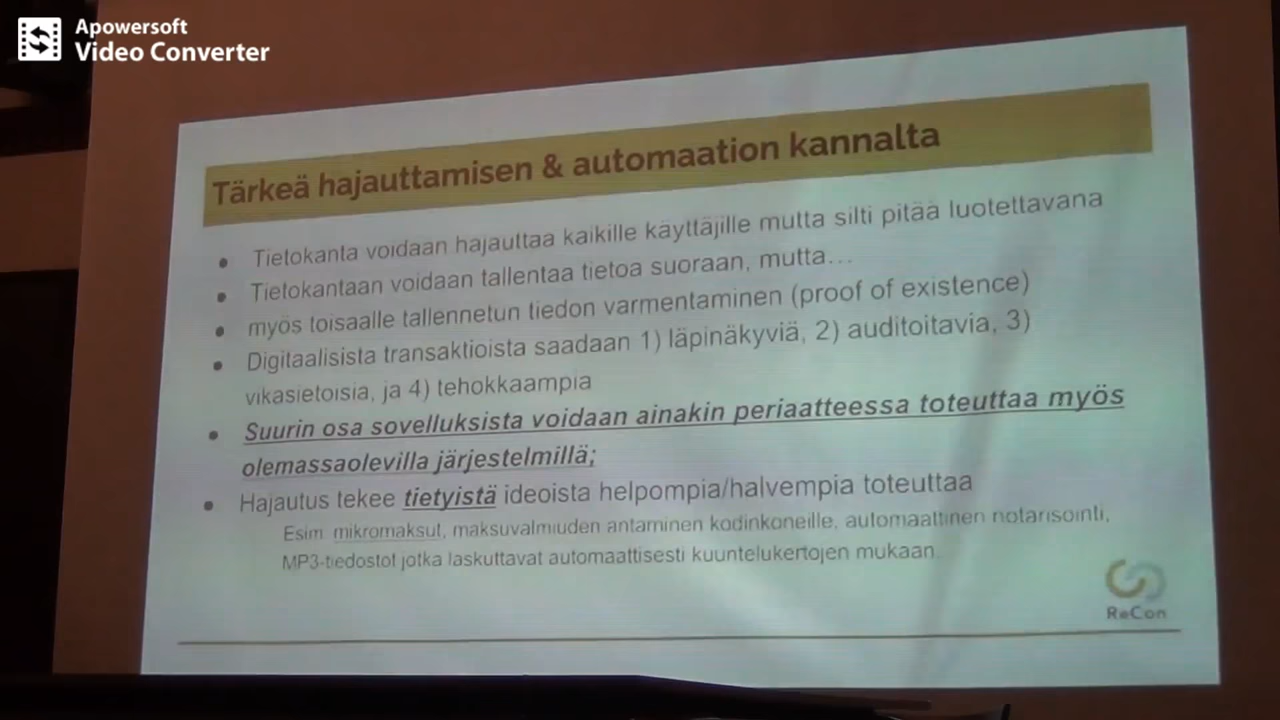 Apowersoft
Video Converter
Tärkeä hajauttamisen & automaation kannalta
● Tietokanta voidaan hajauttaa kaikille käyttäjille mutta silti pitää luotettavana
● Tietokantaan voidaan tallentaa tietoa suoraan, mutta...
● myös toisaalle tallennetun tiedon varmentaminen (proof of existence)
● Digitaalisista transaktioista saadaan 1) läpinäkyviä, 2) auditoitavia, 3)
vikasietoisia, ja 4) tehokkaampia
● Suurin osa sovelluksista voidaan ainakin periaatteessa toteuttaa myös
olemassaolevilla järjestelmillä;
● Hajautus tekee tietyistä ideoista helpompia/halvempia toteuttaa
Esim. mikromaksut, maksuvalmiuden antaminen kodinkoneille, automaattinen notarisointi,
MP3-tiedostot jotka laskuttavat automaattisesti kuuntelukertojen mukaan.
ReCon